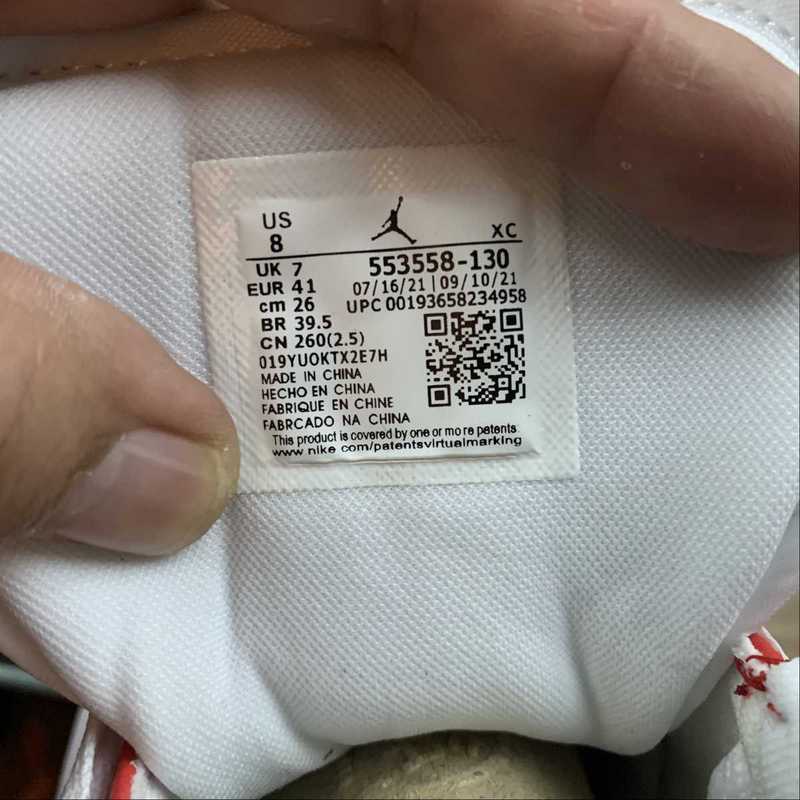 US
8
XC
UK 7
553558-130
EUR 41
07/16/21 | 09/10/21
cm 26
UPC 00193658234958
BR 39.5
CN 260(2.5)
019YUOKTX2E7H
MADE IN CHINA
HECHO EN CHINA
FABRIQUE EN CHINE
FABRCADO NA CHINA
This product is covered by one or more patents.
www nike com/patentsvirtualmarking